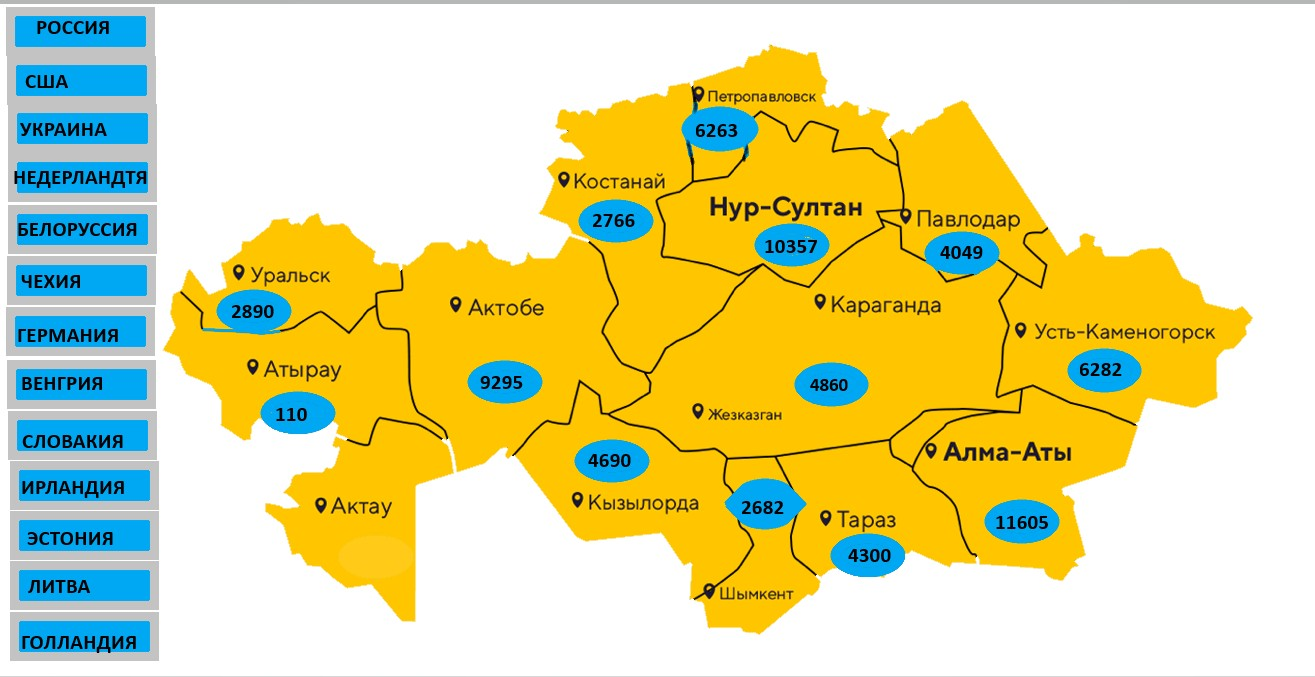 РОССИЯ
США
УКРАИНА
НЕДЕРЛАНДТЯ
БЕЛОРУССИЯ
ЧЕХИЯ
ГЕРМАНИЯ
ВЕНГРИЯ
СЛОВАКИЯ
ИРЛАНДИЯ
ЭСТОНИЯ
ЛИТВА
ГОЛЛАНДИЯ
Петропавловск
6263
Костанай
2766
Нур-Султан
10357
Павлодар
4049
Уральск
2890
Актобе
9295
Караганда
4860
Усть-Каменогорск
6282
Атырау
110
Жезказган
Алма-Аты
11605
4690
Кызылорда
2682
Актау
Тараз
4300
Шымкент